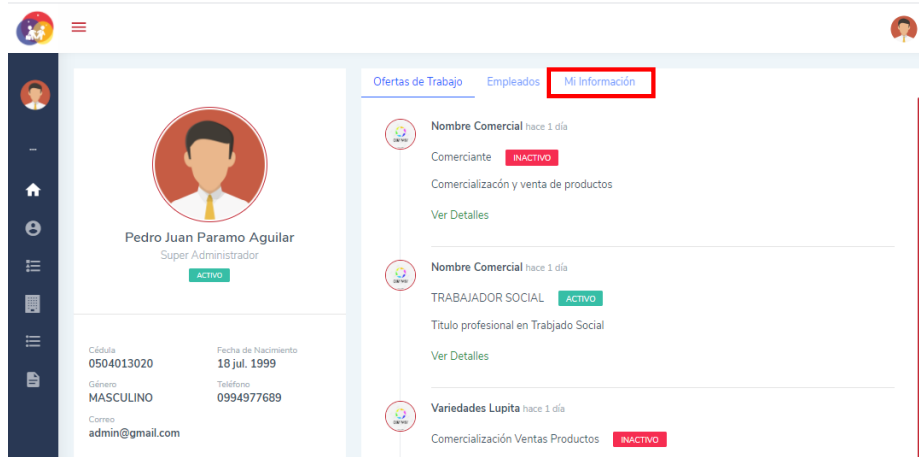 Ofertas de Trabajo Empleados Mi Información
Nombre Comercial hace 1 día
Comerciante INACTIVO
Comercializacón y venta de productos
Ver Detalles
Nombre Comercial hace 1 día
TRABAJADOR SOCIAL ACTIVO
Titulo profesional en Trabjado Social
Ver Detalles
Variedades Lupita hace 1 día
Comercialización Ventas Productos INACTIVO
Pedro Juan Paramo Aguilar
Super Administrador
ACTIVO
Cédula Fecha de Nacimiento
0504013020 18 jul. 1999
Género Teléfono
MASCULINO 0994977689
Correo
admin@gmail.com